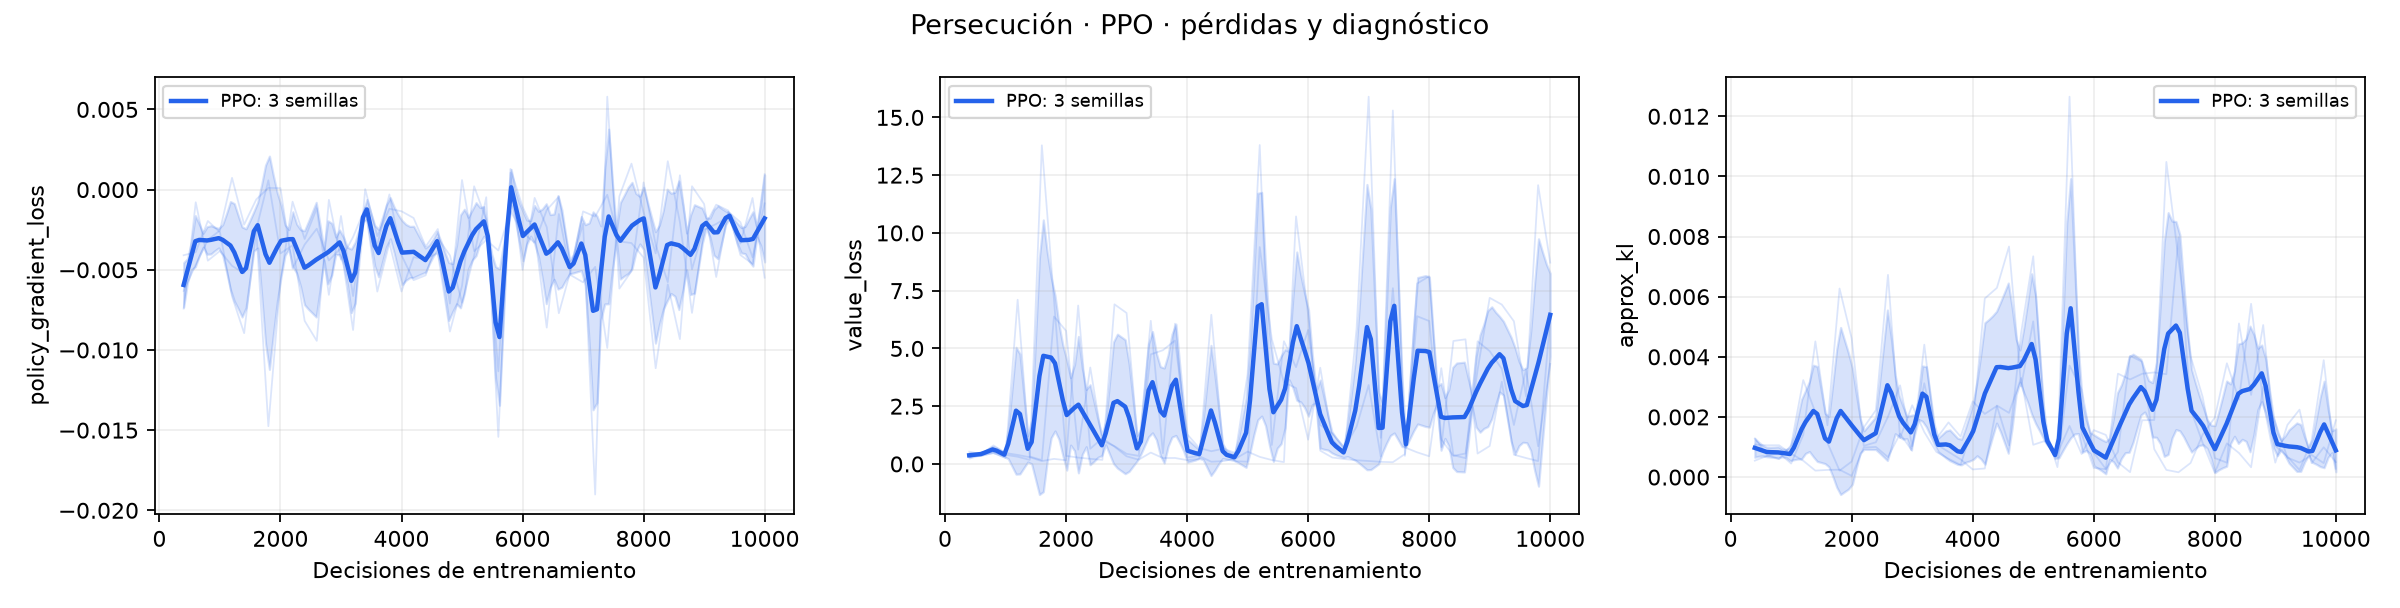 Persecución · PPO · pérdidas y diagnóstico
policy_gradient_loss
0.005
0.000
−0.005
−0.010
−0.015
−0.020
PPO: 3 semillas
0 2000 4000 6000 8000 10000
Decisiones de entrenamiento
value_loss
15.0
12.5
10.0
7.5
5.0
2.5
0.0
PPO: 3 semillas
0 2000 4000 6000 8000 10000
Decisiones de entrenamiento
approx_kl
0.012
0.010
0.008
0.006
0.004
0.002
0.000
PPO: 3 semillas
0 2000 4000 6000 8000 10000
Decisiones de entrenamiento